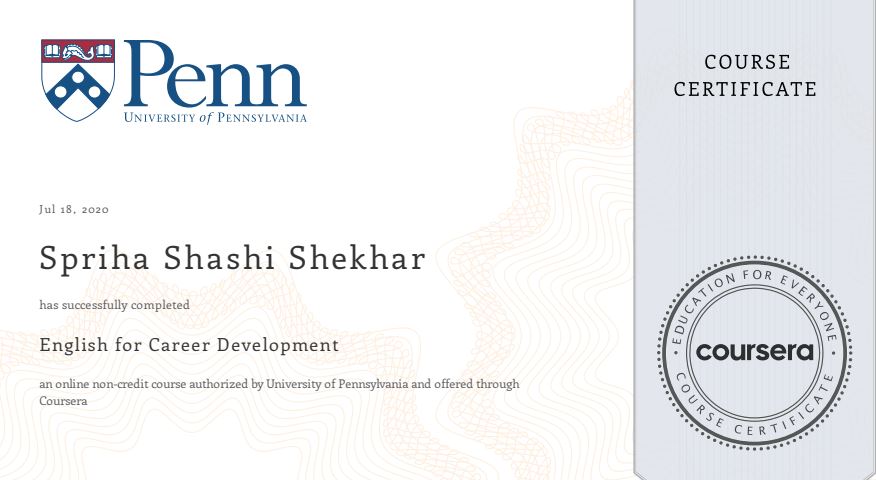 Penn
UNIVERSITY of PENNSYLVANIA
COURSE
CERTIFICATE
Jul 18, 2020
Spriha Shashi Shekhar
has successfully completed
English for Career Development
an online non-credit course authorized by University of Pennsylvania and offered through
Coursera
EDUCATION FOR EVERYONE
coursera
COURSE CERTIFICATE